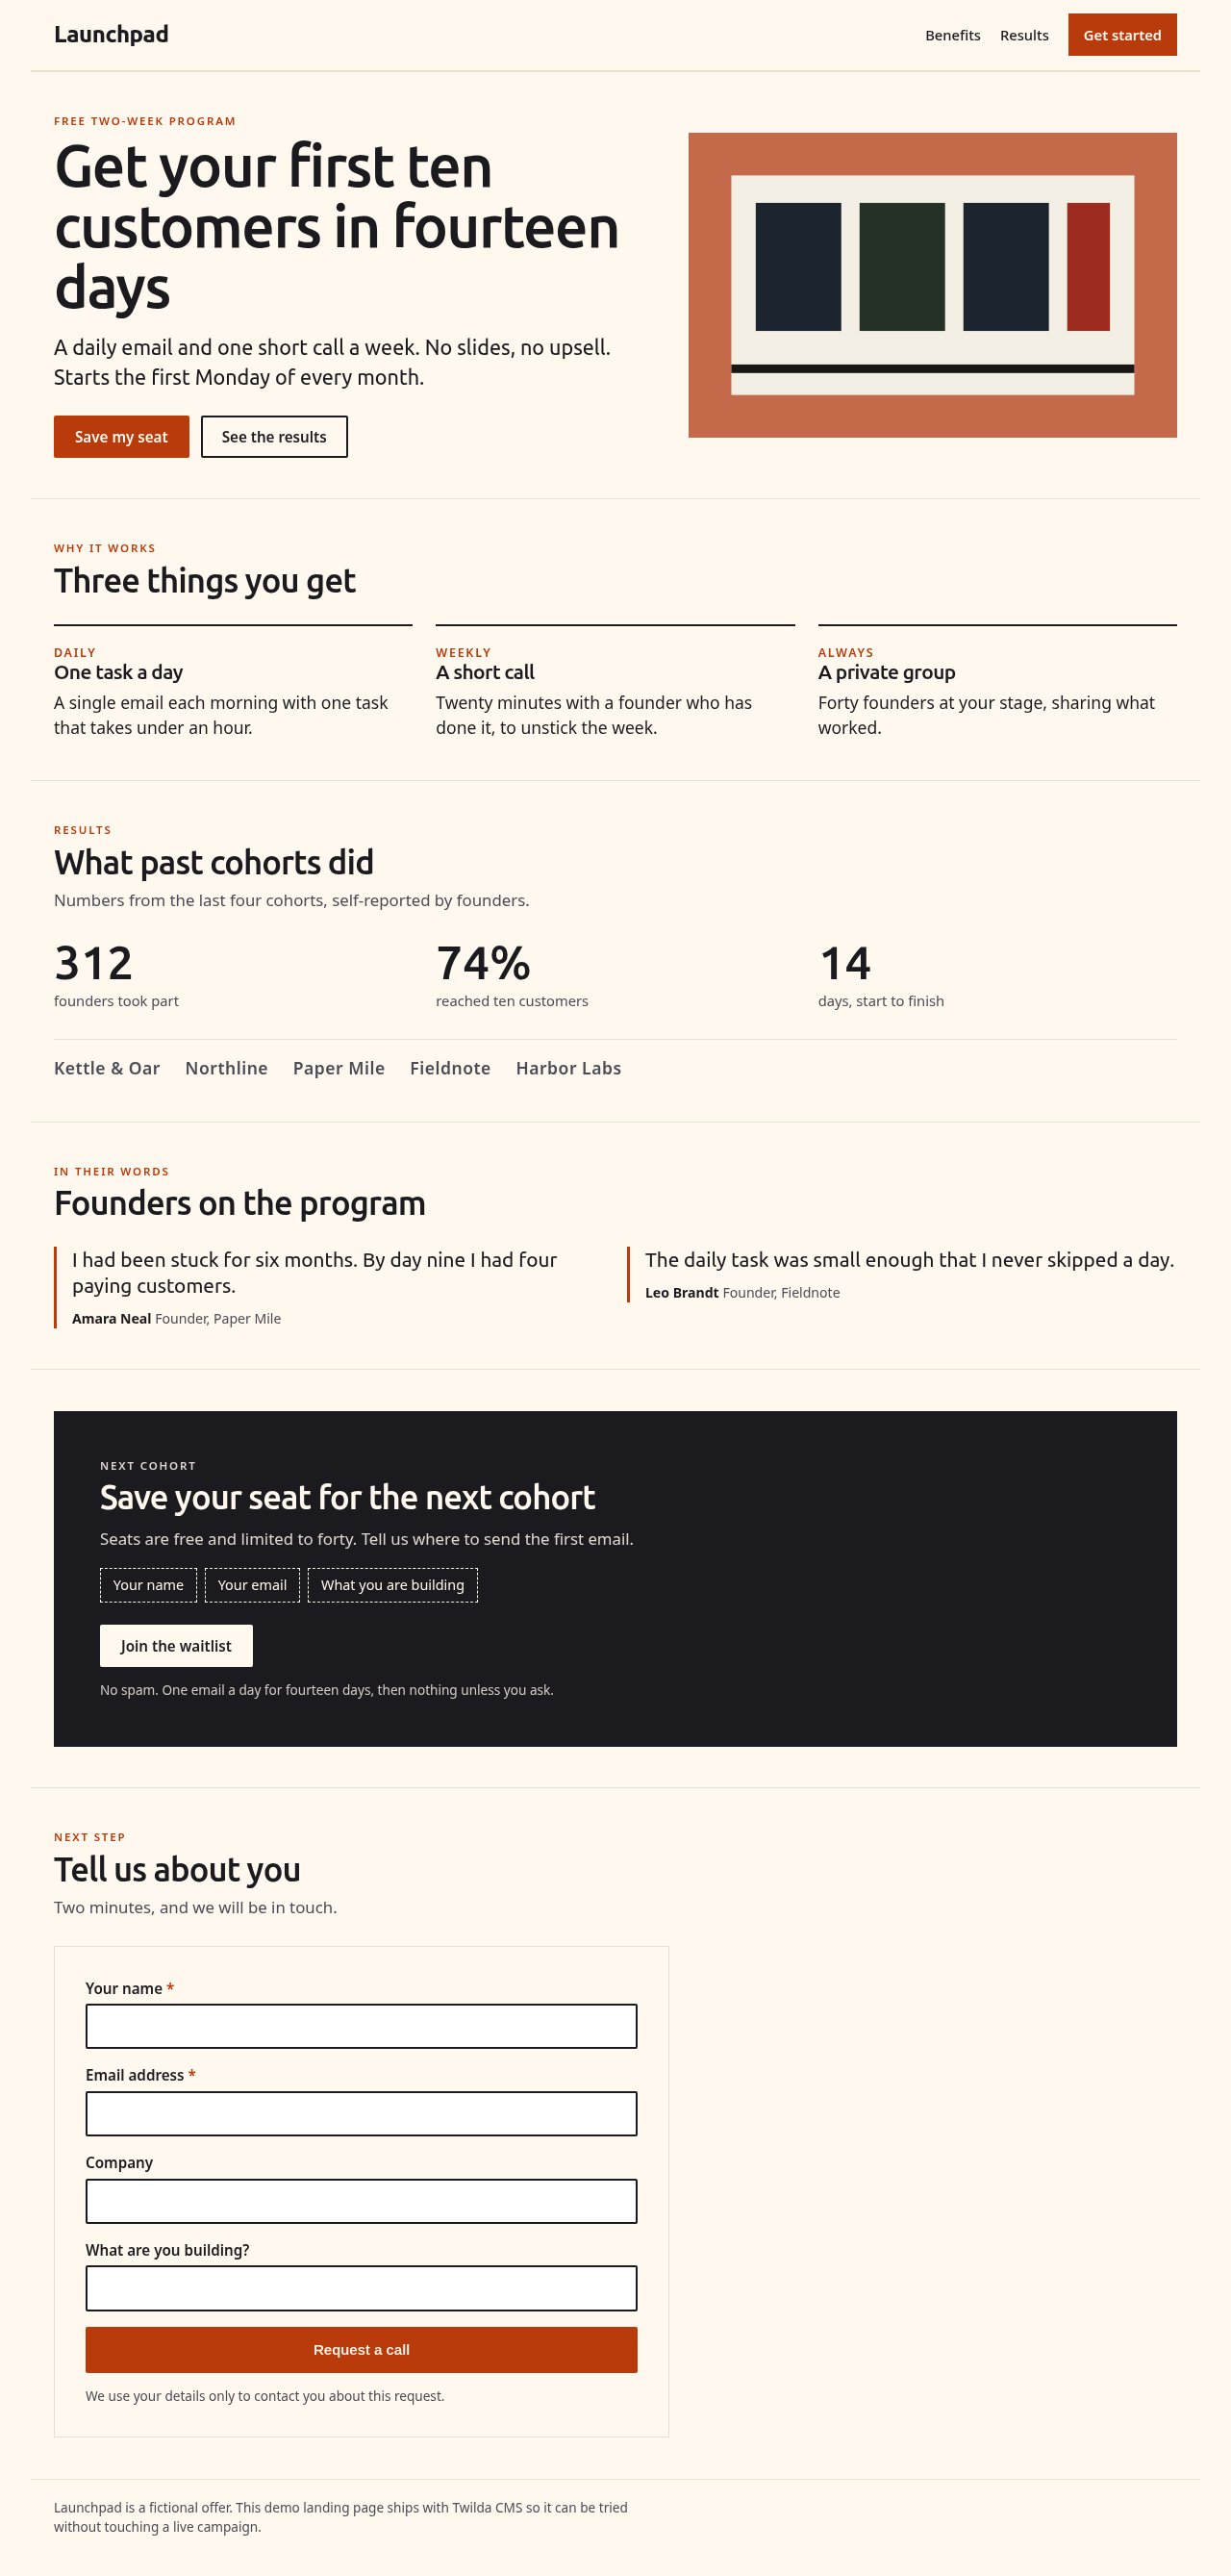 Launchpad
Benefits Results Get started
FREE TWO-WEEK PROGRAM
Get your first ten
customers in fourteen
days
A daily email and one short call a week. No slides, no upsell.
Starts the first Monday of every month.
Save my seat See the results
WHY IT WORKS
Three things you get
DAILY
One task a day
A single email each morning with one task
that takes under an hour.
WEEKLY
A short call
Twenty minutes with a founder who has
done it, to unstick the week.
ALWAYS
A private group
Forty founders at your stage, sharing what
worked.
RESULTS
What past cohorts did
Numbers from the last four cohorts, self-reported by founders.
312
founders took part
74%
reached ten customers
14
days, start to finish
Kettle & Oar Northline Paper Mile Fieldnote Harbor Labs
IN THEIR WORDS
Founders on the program
I had been stuck for six months. By day nine I had four
paying customers.
Amara Neal Founder, Paper Mile
The daily task was small enough that I never skipped a day.
Leo Brandt Founder, Fieldnote
NEXT COHORT
Save your seat for the next cohort
Seats are free and limited to forty. Tell us where to send the first email.
Your name Your email What you are building
Join the waitlist
No spam. One email a day for fourteen days, then nothing unless you ask.
NEXT STEP
Tell us about you
Two minutes, and we will be in touch.
Your name *
Email address *
Company
What are you building?
Request a call
We use your details only to contact you about this request.
Launchpad is a fictional offer. This demo landing page ships with Twilda CMS so it can be tried
without touching a live campaign.